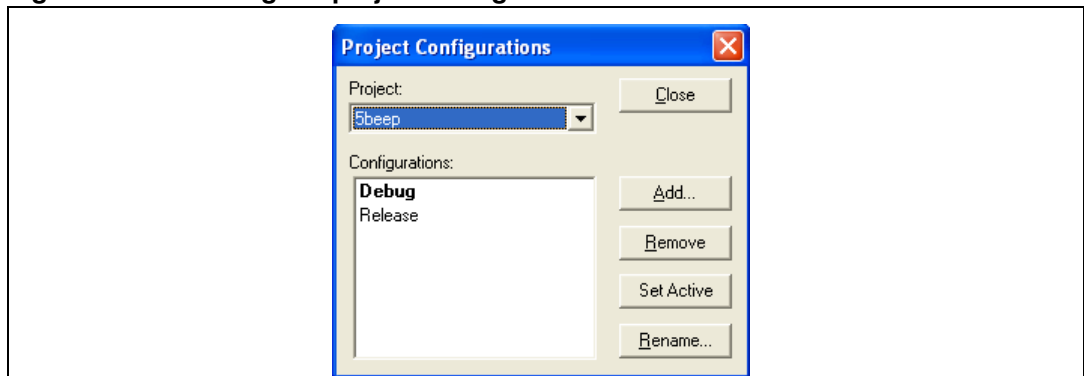 Project Configurations
Project:
Close
5beep
Configurations:
Debug
Add...
Release
Remove
Set Active
Rename...